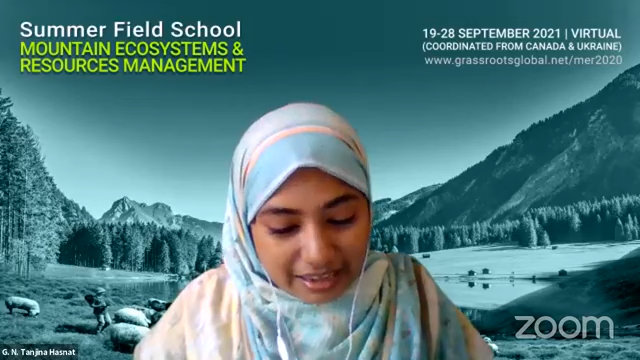 Summer Field School
MOUNTAIN ECOSYSTEMS &
RESOURCES MANAGEMENT
19-28 SEPTEMBER 2021 | VIRTUAL
(COORDINATED FROM CANADA & UKRAINE)
www.grassrootsglobal.net/mer2020
G. N. Tanjina Hasnat
zoom